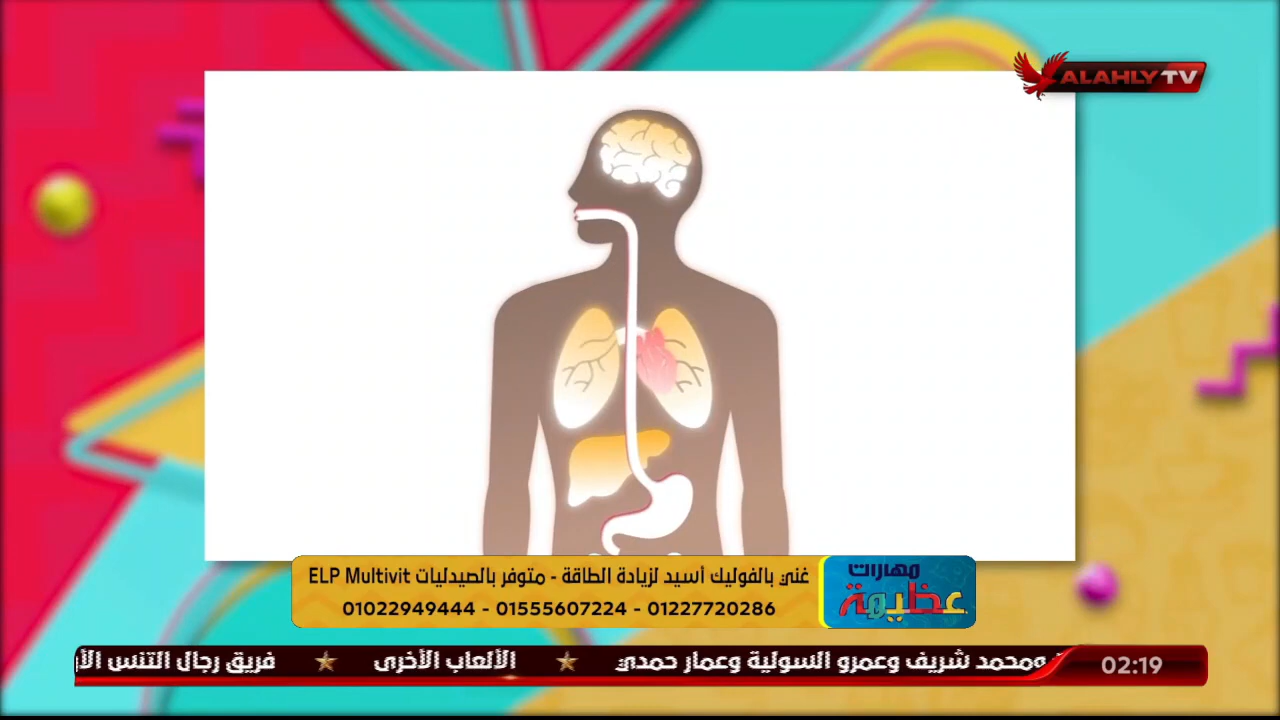 ALAHLY TV
غني بالفوليك أسيد لزيادة الطاقة - متوفر بالصيدليات ELP Multivit
01022949444 - 01555607224 - 01227720286
مهارات
عظيمة
ومحمد شريف وعمرو السولية وعمار حمدي ★ الألعاب الأخرى ★ فريق رجال التنس
02:19